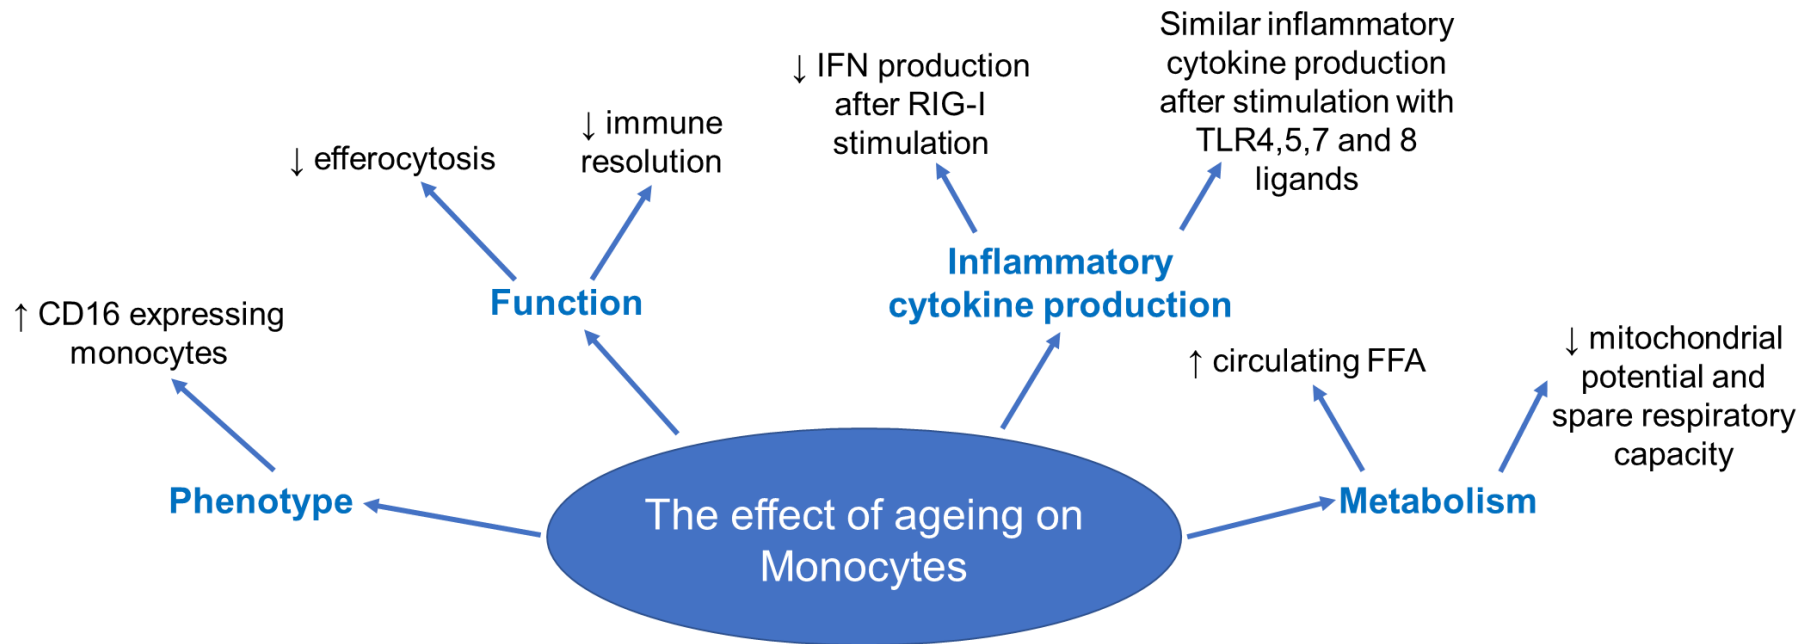 ↑ CD16 expressing
monocytes
Phenotype
↓ efferocytosis
↓ immune
resolution
Function
↓ IFN production
after RIG-I
stimulation
Similar inflammatory
cytokine production
after stimulation with
TLR4,5,7 and 8
ligands
Inflammatory
cytokine production
↑ circulating FFA
↓ mitochondrial
potential and
spare respiratory
capacity
Metabolism
The effect of ageing on
Monocytes